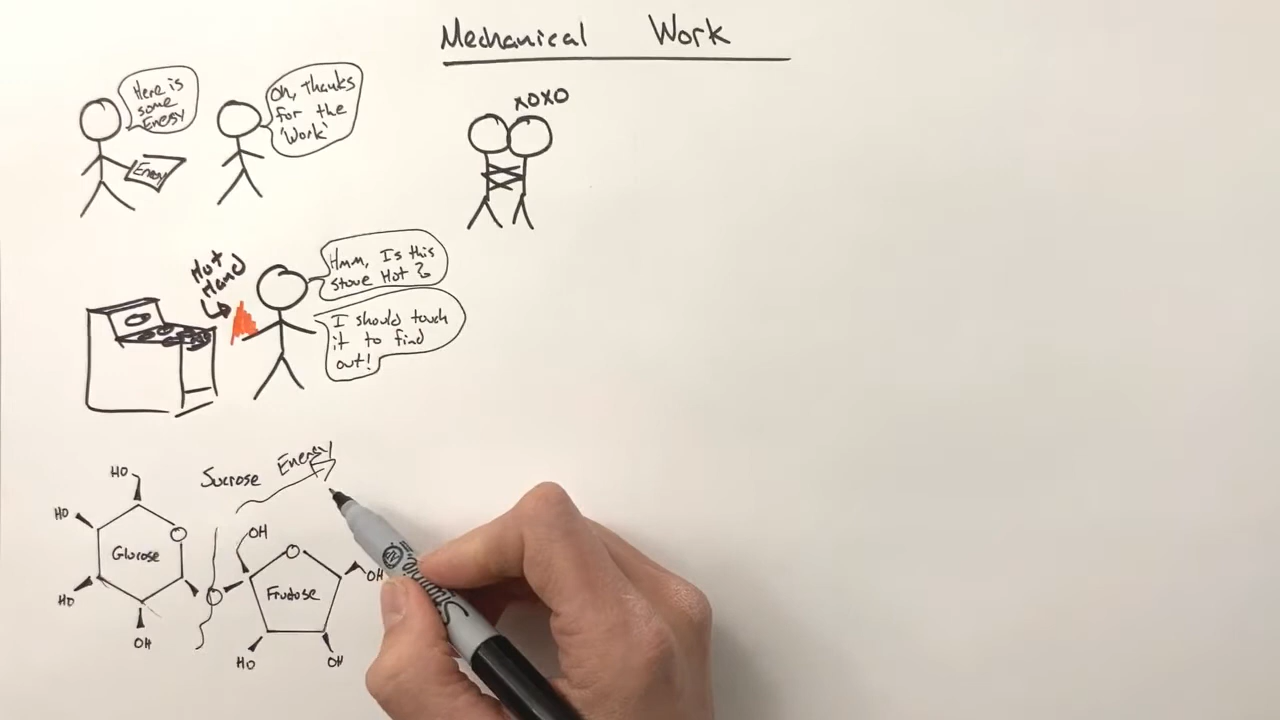 Mechanical Work
Here is
some
Energy
Oh, thanks
for the
'Work'
Energy
XOXO
Hot
Hand
Hmm, Is this
stove Hot?
I should touch
it to find
out!
Sucrose Energy
HO
HO
OH
Glucose
Fructose
OH
HO
OH
HO
OH
Sharpie